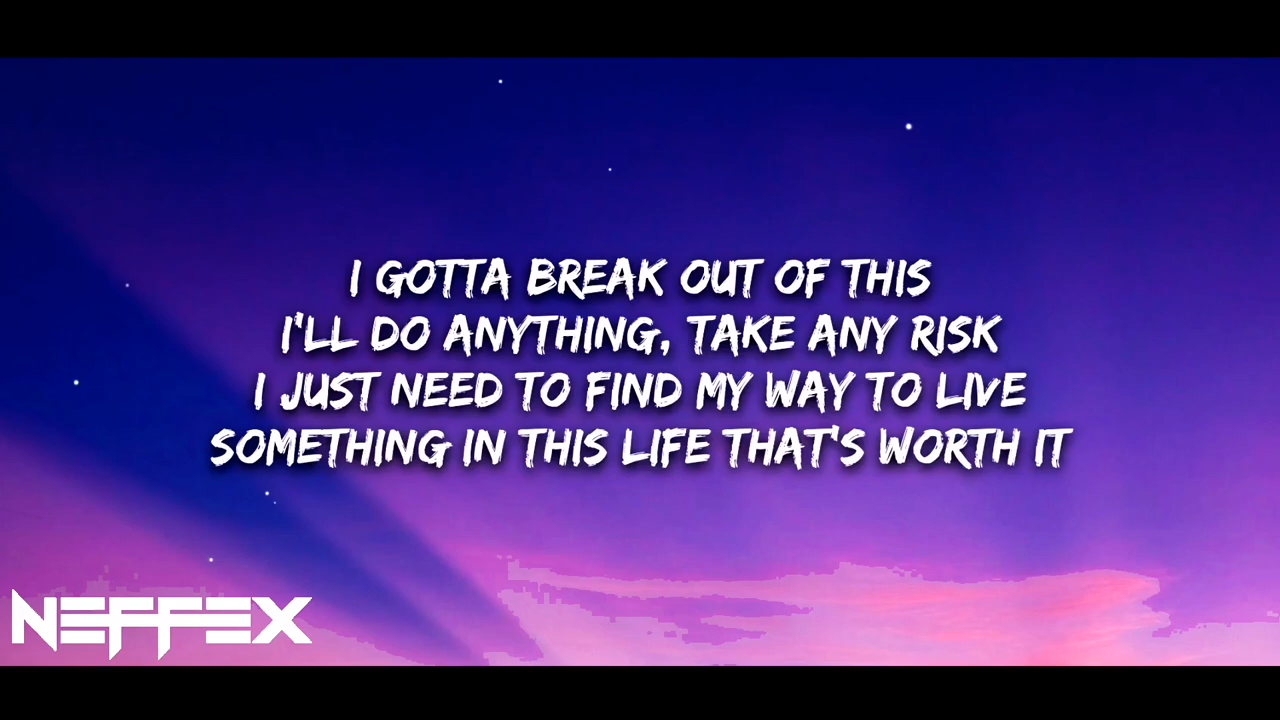 I GOTTA BREAK OUT OF THIS
I'LL DO ANYTHING, TAKE ANY RISK
I JUST NEED TO FIND MY WAY TO LIVE
SOMETHING IN THIS LIFE THAT'S WORTH IT
NEFFEX